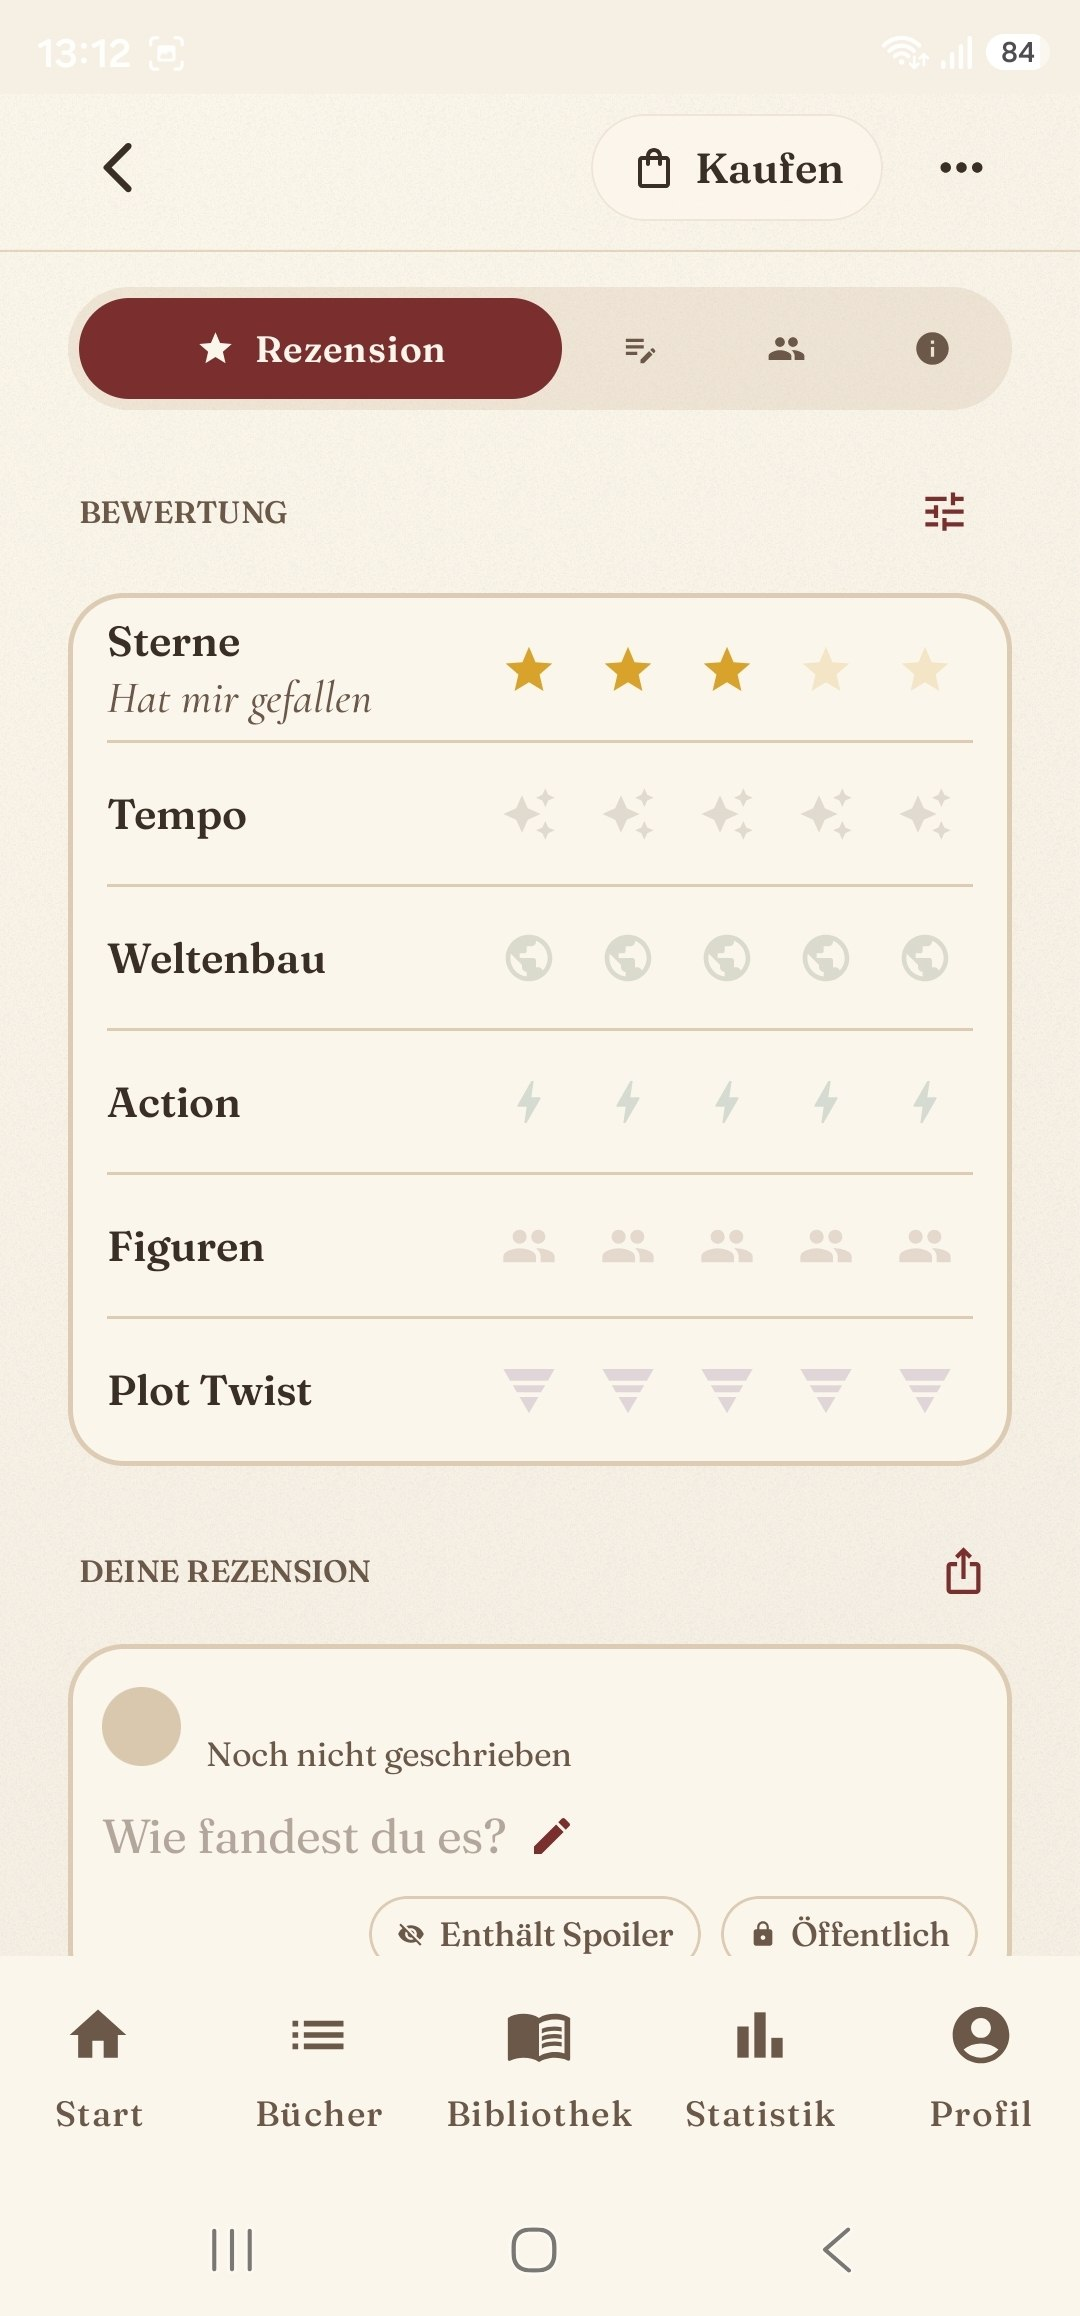 13:12
84
Kaufen
Rezension
BEWERTUNG
Sterne
Hat mir gefallen
Tempo
Weltenbau
Action
Figuren
Plot Twist
DEINE REZENSION
Noch nicht geschrieben
Wie fandest du es?
Enthält Spoiler
Öffentlich
Start
Bücher
Bibliothek
Statistik
Profil